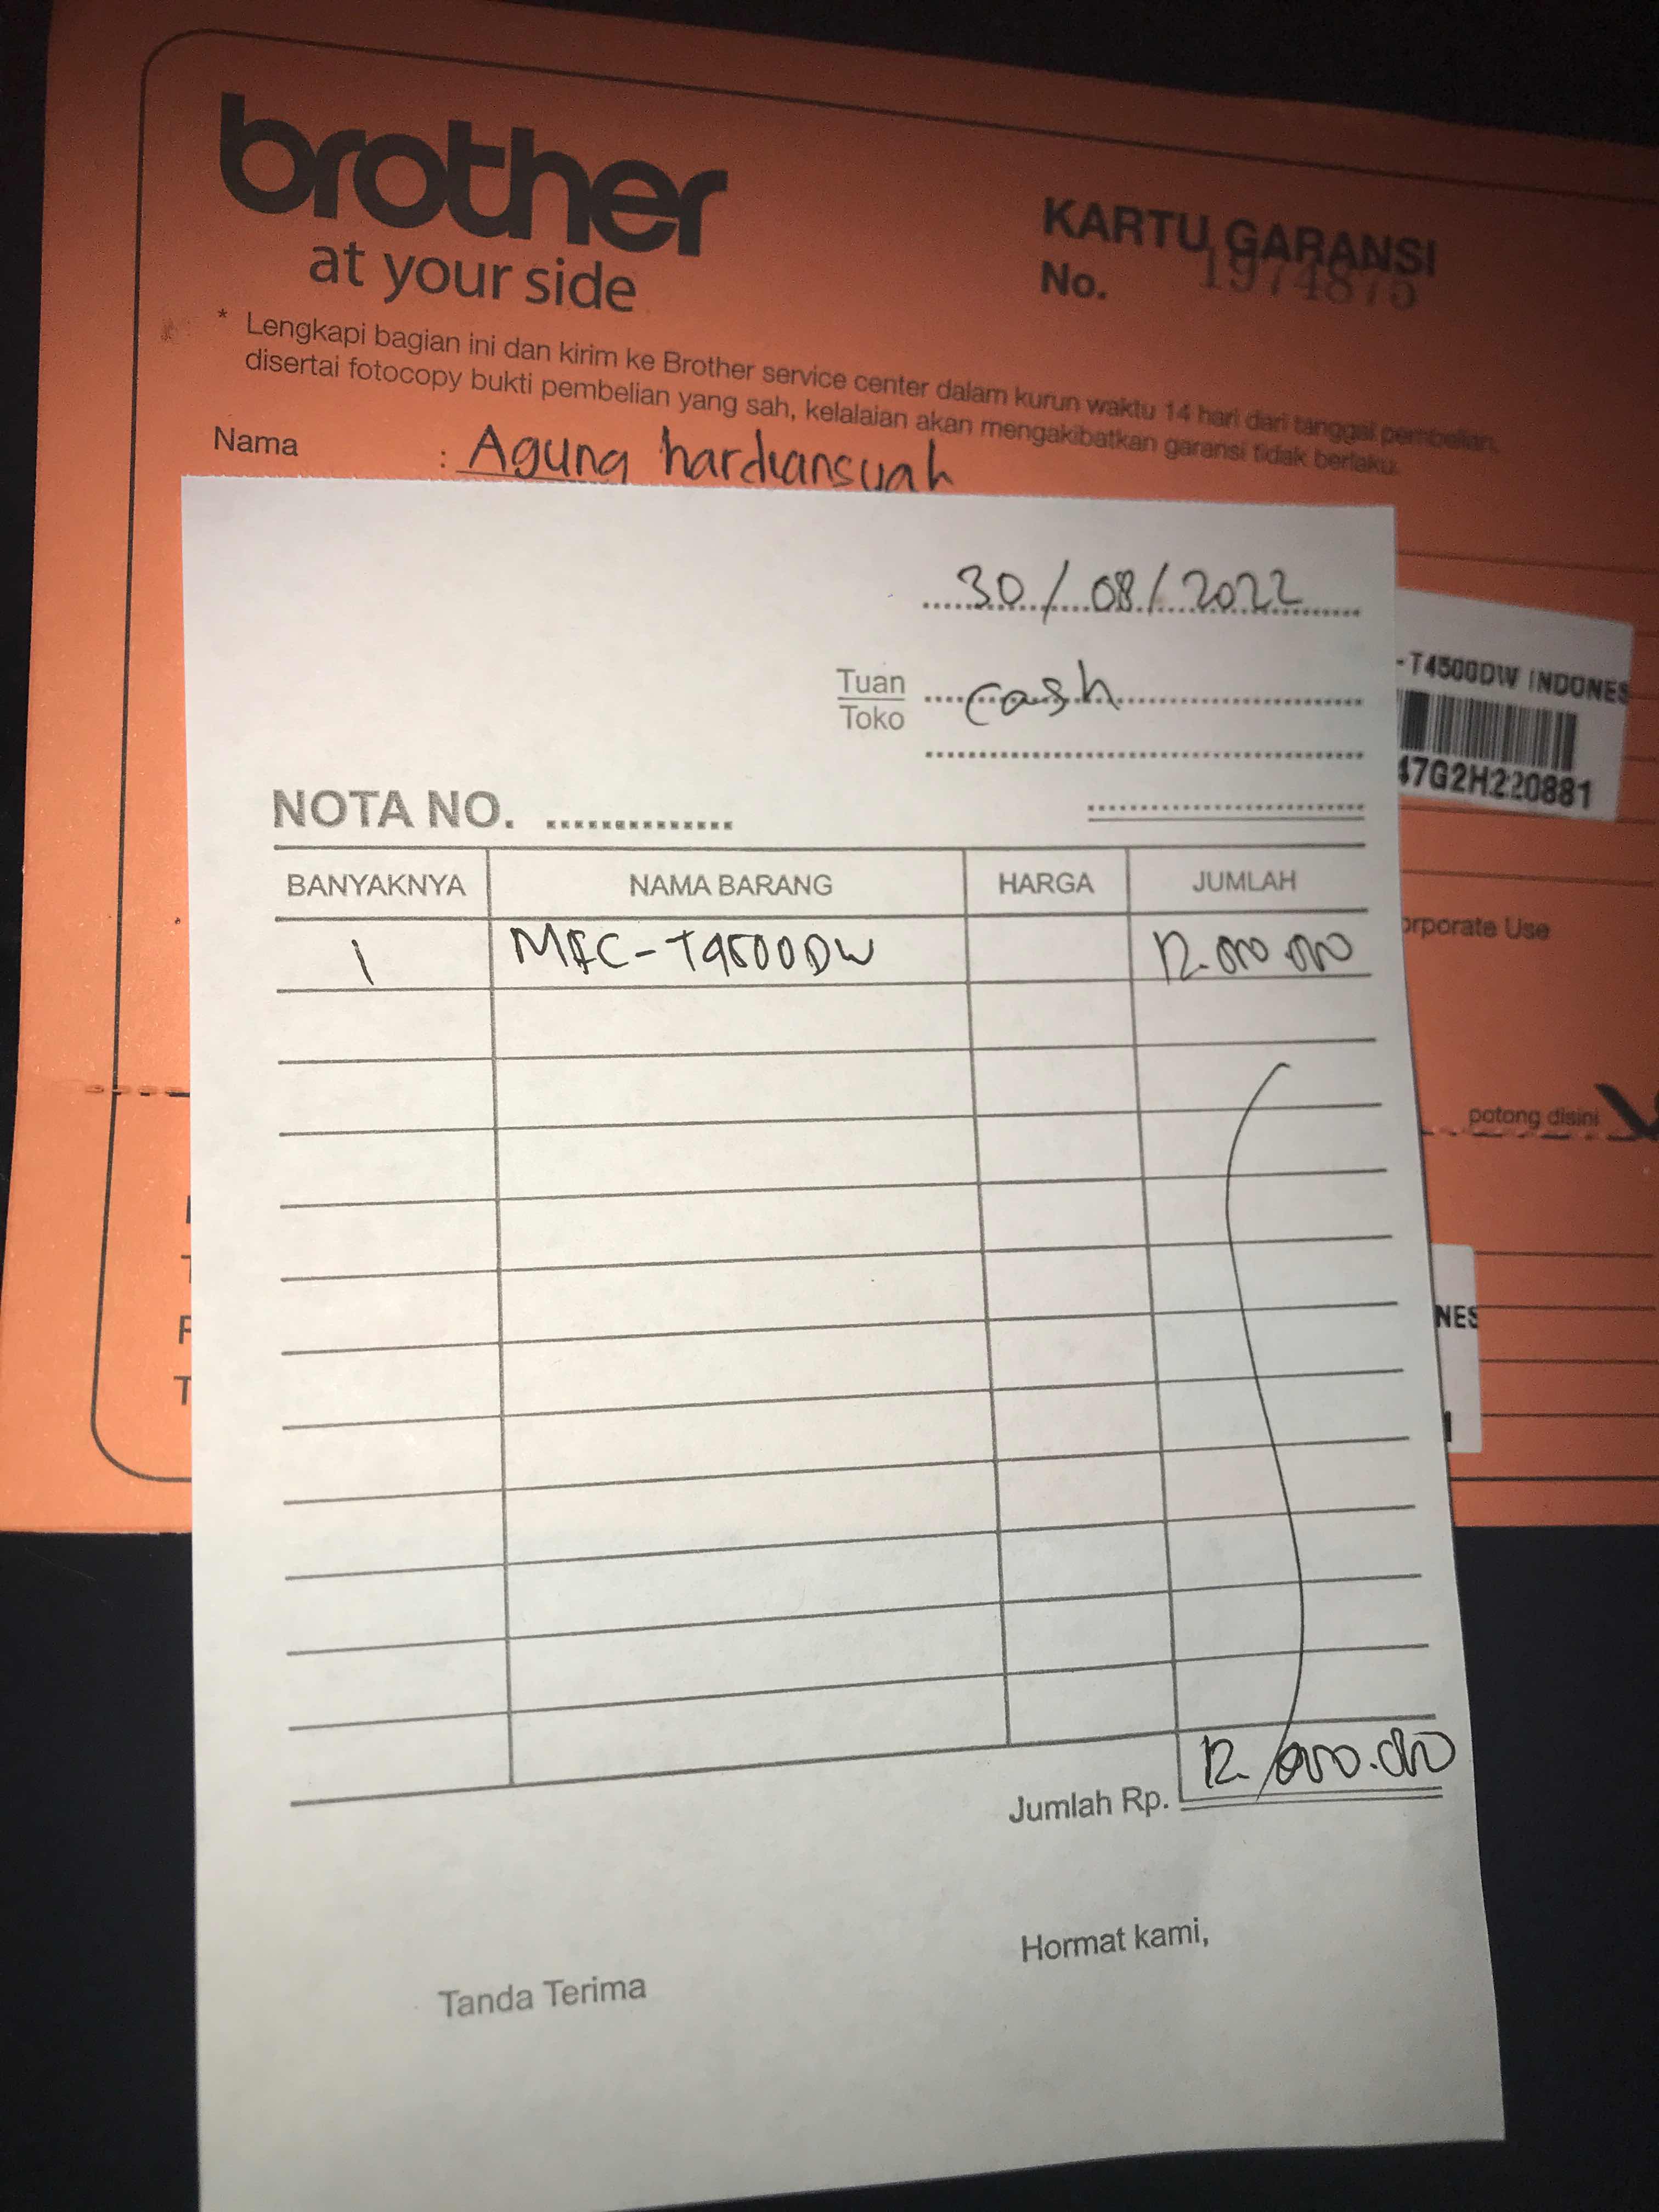 brother
at your side
KARTU GARANSI
No. 1974875
* Lengkapi bagian ini dan kirim ke Brother service center dalam kurun waktu 14 hari dari tanggal pembelian,
disertai fotocopy bukti pembelian yang sah, kelalaian akan mengakibatkan garansi tidak berlaku.
Nama : Agung hardiansyah
30/08/2022
Tuan
Toko
cash
-T4500DW INDONES
47G2H220881
NOTA NO.
BANYAKNYA NAMA BARANG HARGA JUMLAH
1 MFC-T4500DW 12.000.000
orporate Use
potong disini
NES
Jumlah Rp. 12.000.000
Hormat kami,
Tanda Terima